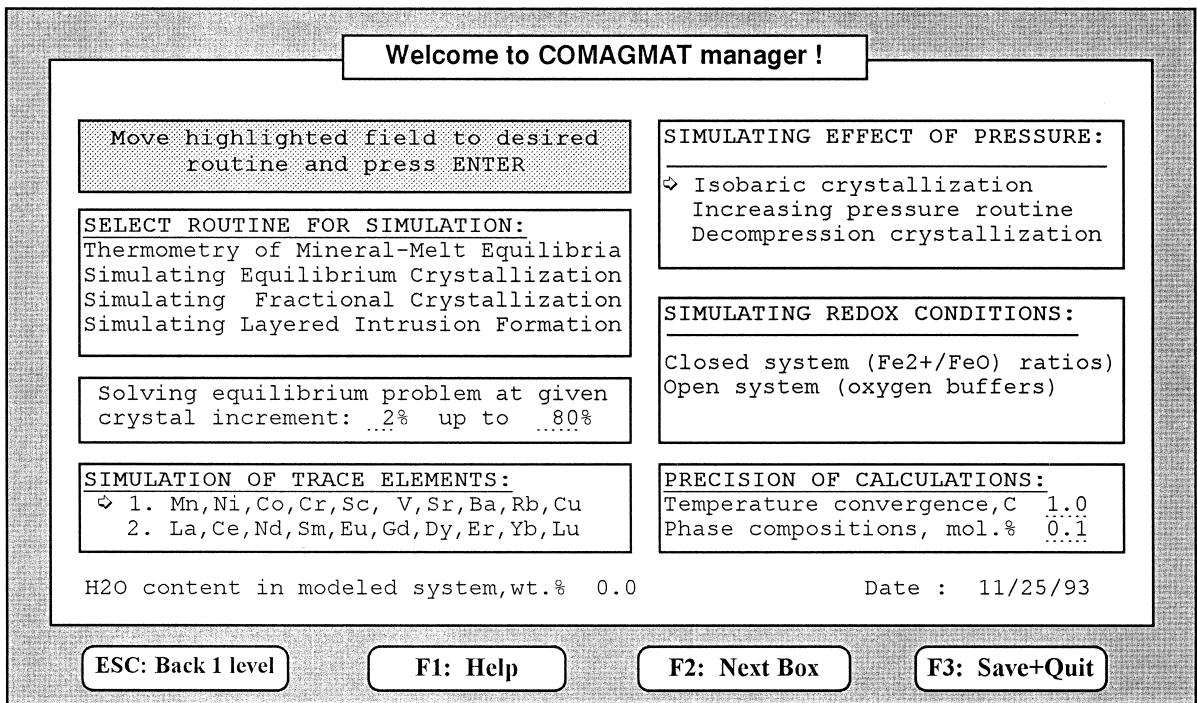 Welcome to COMAGMAT manager !
Move highlighted field to desired
routine and press ENTER
SELECT ROUTINE FOR SIMULATION:
Thermometry of Mineral-Melt Equilibria
Simulating Equilibrium Crystallization
Simulating Fractional Crystallization
Simulating Layered Intrusion Formation
Solving equilibrium problem at given
crystal increment: 2% up to 80%
SIMULATION OF TRACE ELEMENTS:
➪ 1. Mn,Ni,Co,Cr,Sc, V,Sr,Ba,Rb,Cu
2. La,Ce,Nd,Sm,Eu,Gd,Dy,Er,Yb,Lu
SIMULATING EFFECT OF PRESSURE:
➪ Isobaric crystallization
Increasing pressure routine
Decompression crystallization
SIMULATING REDOX CONDITIONS:
Closed system (Fe2+/FeO) ratios)
Open system (oxygen buffers)
PRECISION OF CALCULATIONS:
Temperature convergence,C 1.0
Phase compositions, mol.% 0.1
H2O content in modeled system,wt.% 0.0
Date : 11/25/93
ESC: Back 1 level
F1: Help
F2: Next Box
F3: Save+Quit